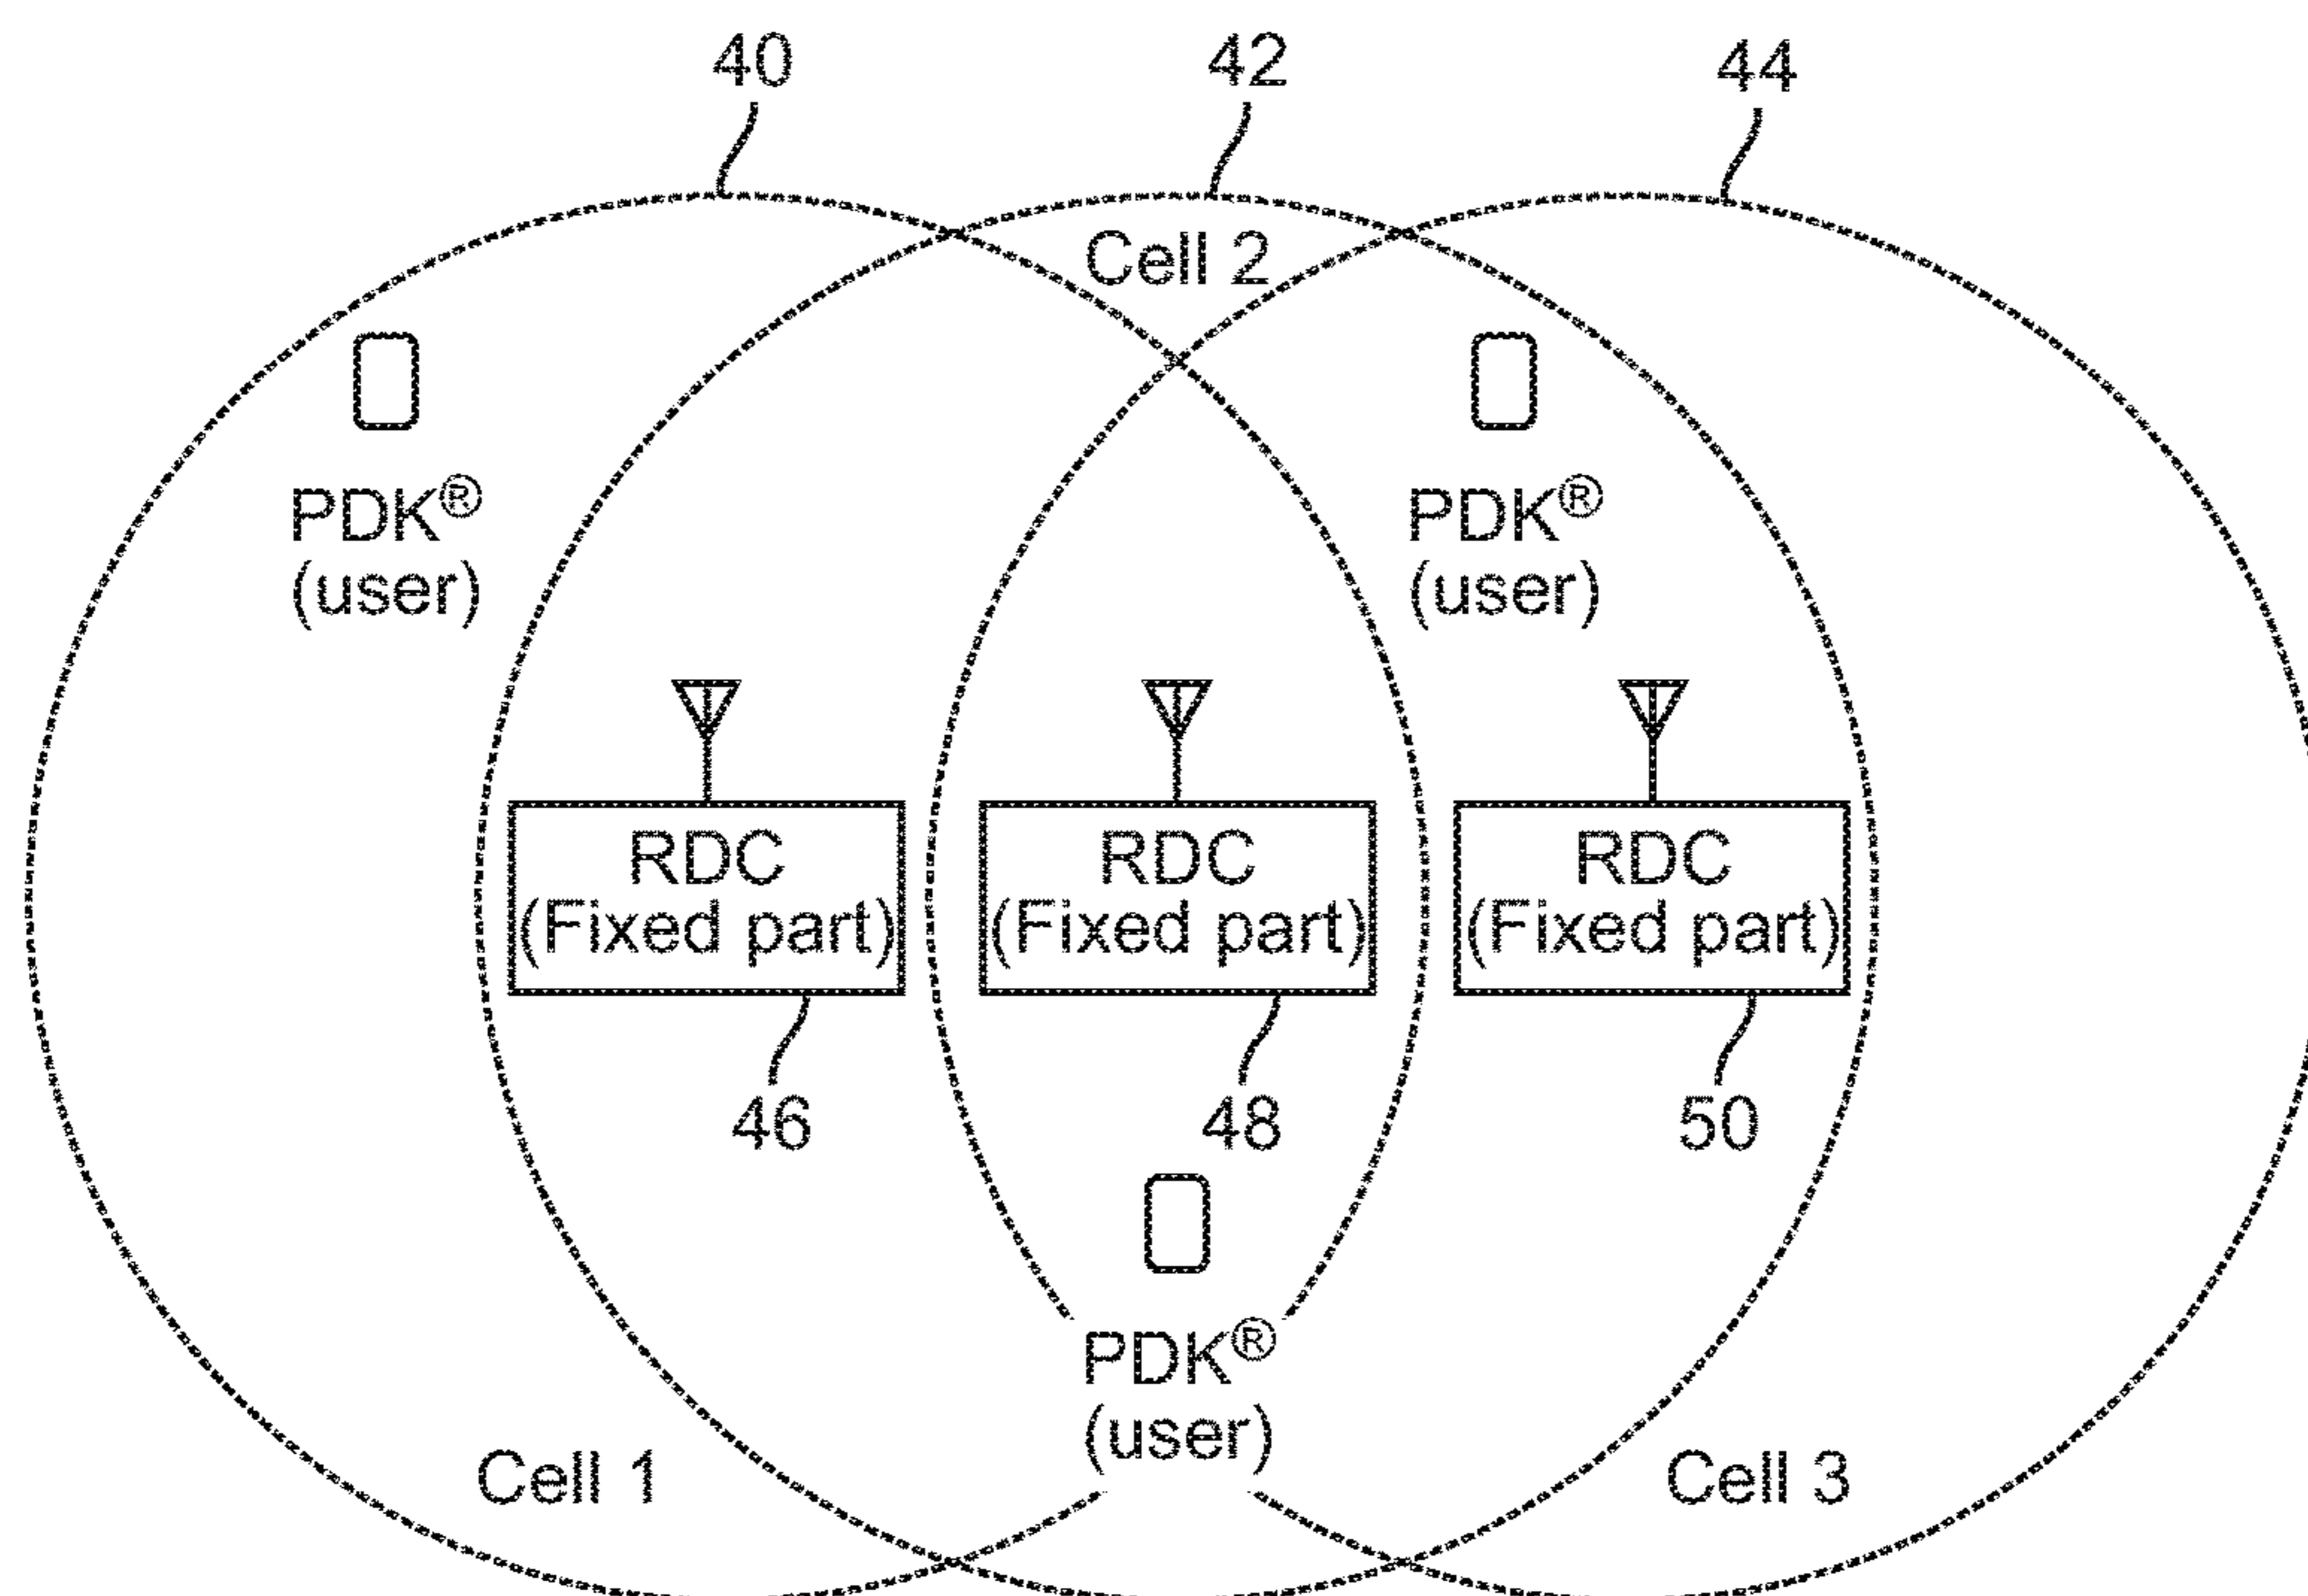 40
42
44
Cell 2
PDK®
(user)
PDK®
(user)
RDC
(Fixed part)
RDC
(Fixed part)
RDC
(Fixed part)
46
48
50
PDK®
(user)
Cell 1
Cell 3